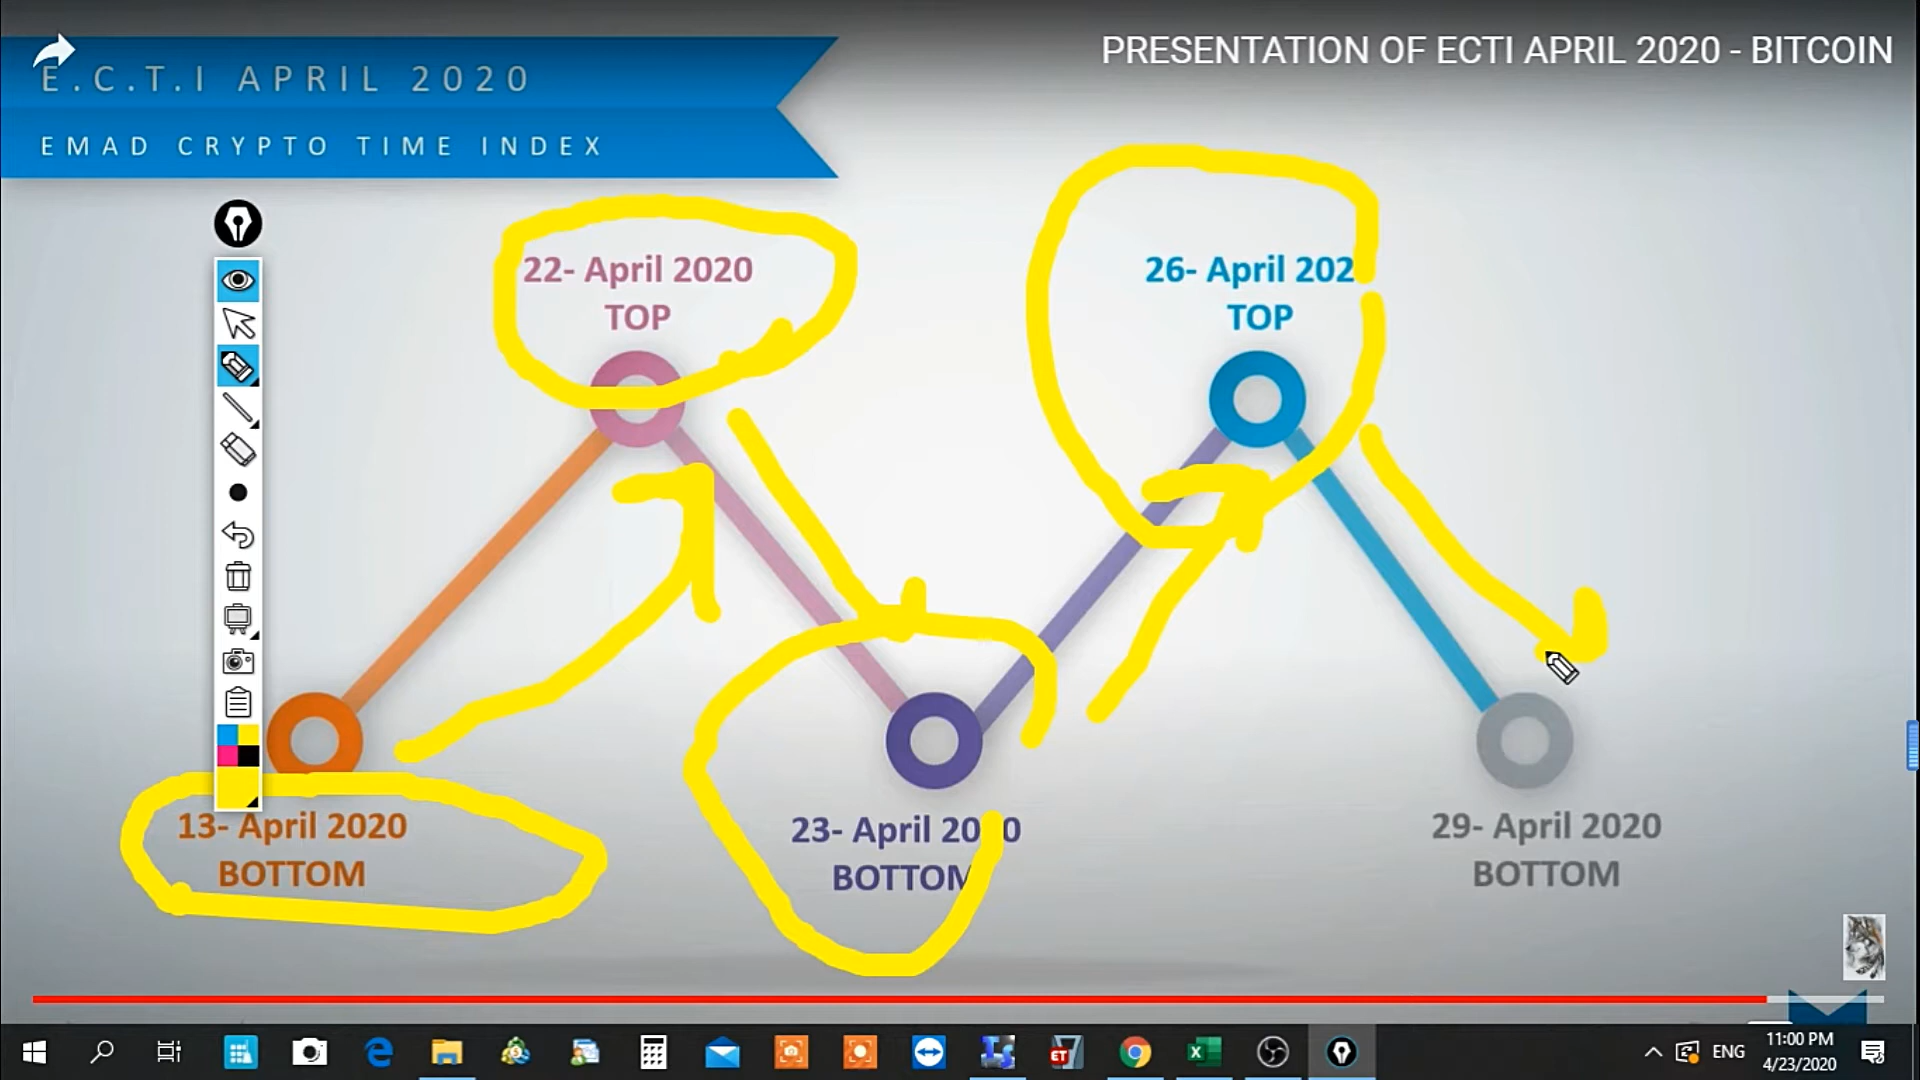 PRESENTATION OF ECTI APRIL 2020 - BITCOIN
E.C.T.I APRIL 2020
EMAD CRYPTO TIME INDEX
22- April 2020
TOP
26- April 202
TOP
13- April 2020
BOTTOM
23- April 2020
BOTTOM
29- April 2020
BOTTOM
ET
ENG
11:00 PM
4/23/2020